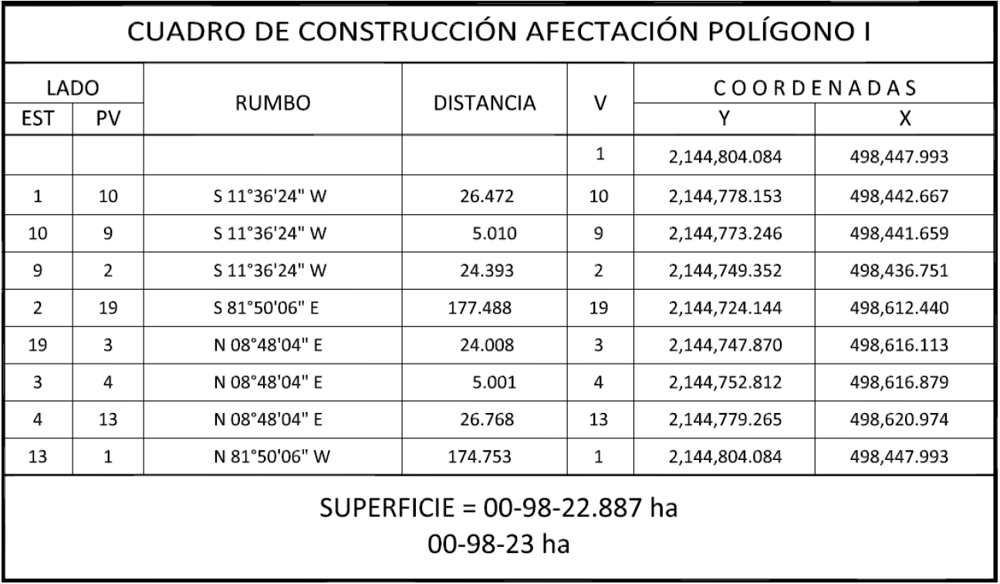 CUADRO DE CONSTRUCCIÓN AFECTACIÓN POLÍGONO I
LADO RUMBO DISTANCIA V C O O R D E N A D A S
EST PV Y X
1 2,144,804.084 498,447.993
1 10 S 11°36'24" W 26.472 10 2,144,778.153 498,442.667
10 9 S 11°36'24" W 5.010 9 2,144,773.246 498,441.659
9 2 S 11°36'24" W 24.393 2 2,144,749.352 498,436.751
2 19 S 81°50'06" E 177.488 19 2,144,724.144 498,612.440
19 3 N 08°48'04" E 24.008 3 2,144,747.870 498,616.113
3 4 N 08°48'04" E 5.001 4 2,144,752.812 498,616.879
4 13 N 08°48'04" E 26.768 13 2,144,779.265 498,620.974
13 1 N 81°50'06" W 174.753 1 2,144,804.084 498,447.993
SUPERFICIE = 00-98-22.887 ha
00-98-23 ha